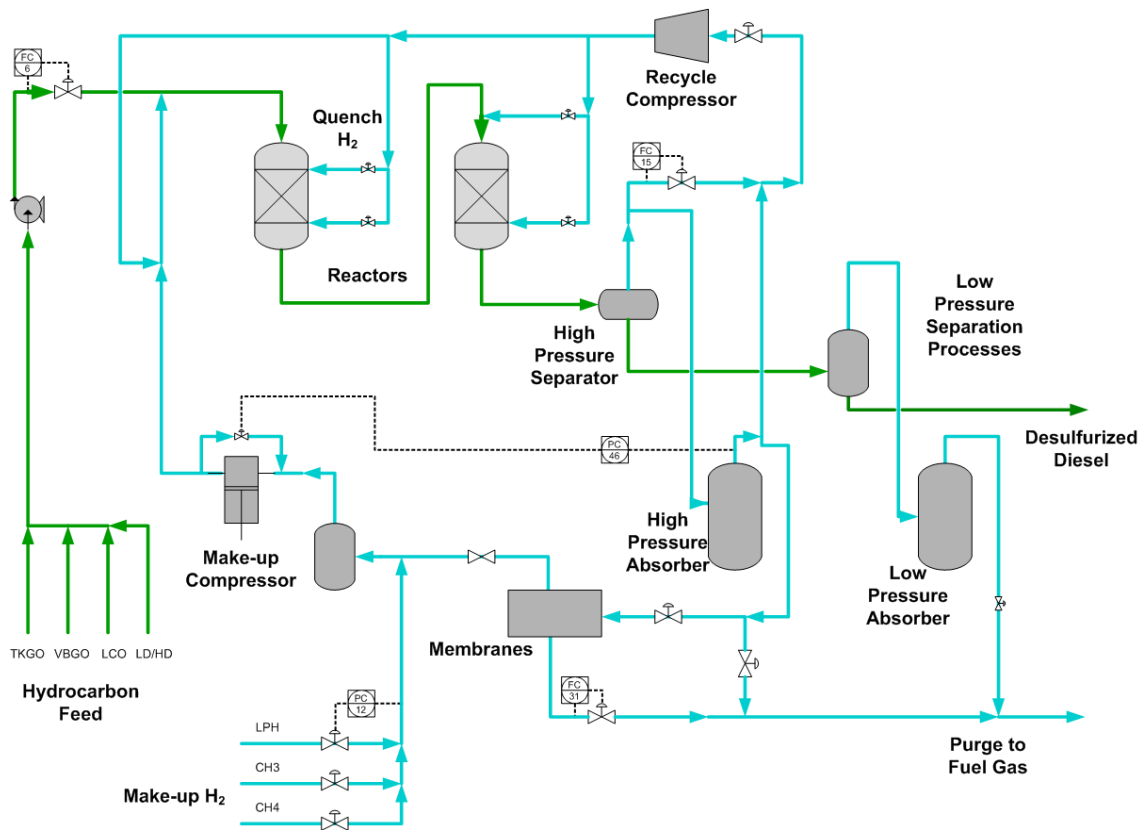 FC
6
Recycle
Compressor
Quench
H2
FC
15
Reactors
High
Pressure
Separator
Low
Pressure
Separation
Processes
Desulfurized
Diesel
PC
46
Make-up
Compressor
High
Pressure
Absorber
Low
Pressure
Absorber
Membranes
TKGO VBGO LCO LD/HD
Hydrocarbon
Feed
PC
12
FC
31
LPH
CH3
CH4
Make-up H2
Purge to
Fuel Gas